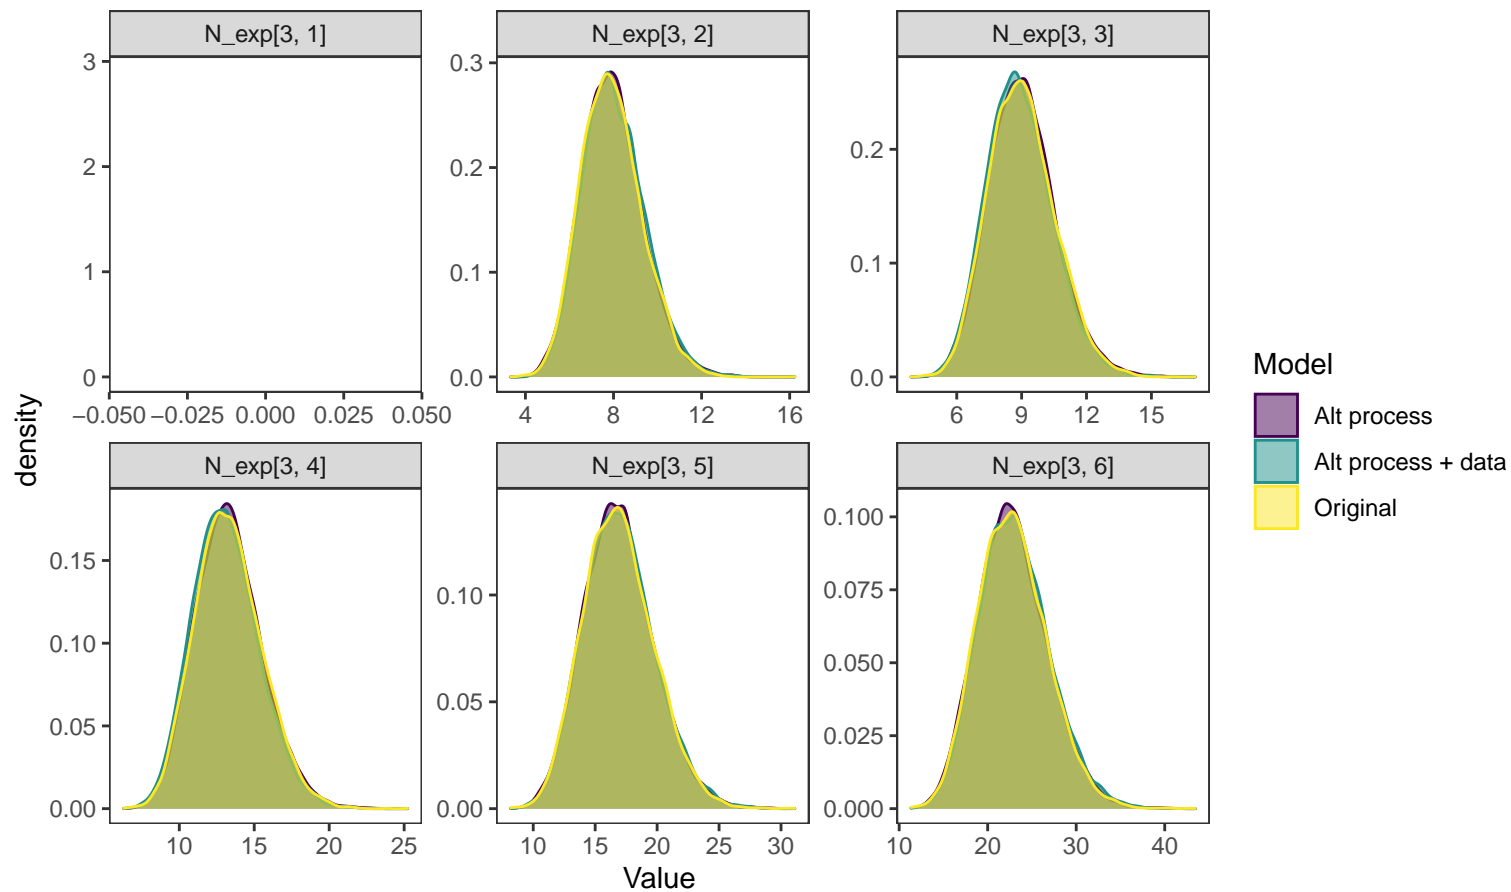 N_exp[3, 1]
N_exp[3, 2]
N_exp[3, 3]
3
2
1
0
0.3
0.2
0.1
0.0
0.2
0.1
0.0
−0.050 −0.025 0.000 0.025 0.050
4 8 12 16
6 9 12 15
density
N_exp[3, 4]
N_exp[3, 5]
N_exp[3, 6]
0.15
0.10
0.05
0.00
0.10
0.05
0.00
0.100
0.075
0.050
0.025
0.000
10 15 20 25
10 15 20 25 30
10 20 30 40
Value
Model
Alt process
Alt process + data
Original